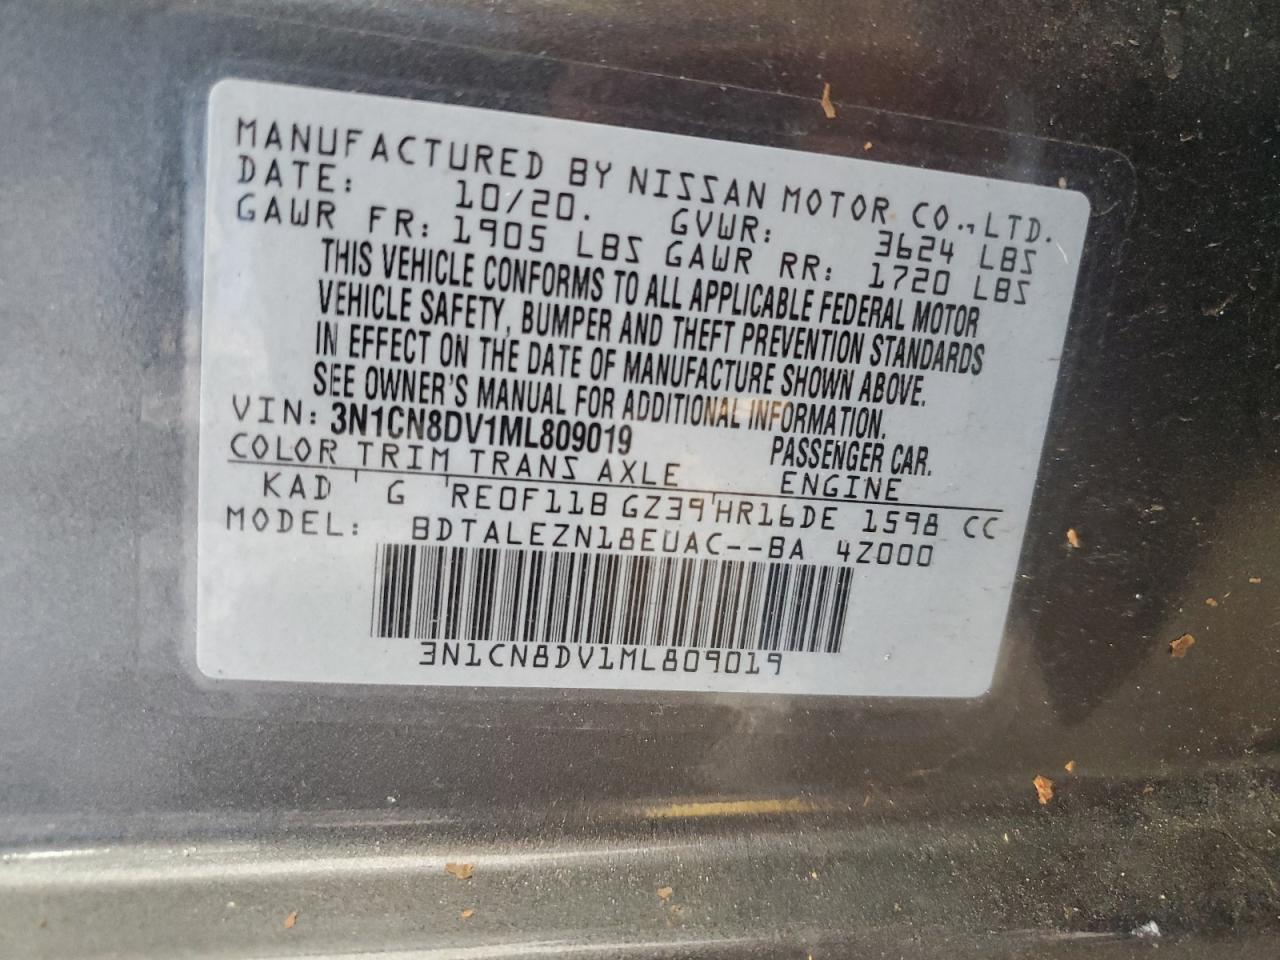 MANUFACTURED BY NISSAN MOTOR CO.,LTD.
DATE: 10/20. GVWR: 3624 LBS
GAWR FR: 1905 LBS GAWR RR: 1720 LBS
THIS VEHICLE CONFORMS TO ALL APPLICABLE FEDERAL MOTOR
VEHICLE SAFETY, BUMPER AND THEFT PREVENTION STANDARDS
IN EFFECT ON THE DATE OF MANUFACTURE SHOWN ABOVE.
SEE OWNER'S MANUAL FOR ADDITIONAL INFORMATION.
VIN: 3N1CN8DV1ML809019 PASSENGER CAR.
COLOR TRIM TRANS AXLE ENGINE
KAD G RE0F11B GZ39 HR16DE 1598 CC
MODEL: BDTALEZN18EUAC--BA 4Z000
3N1CN8DV1ML809019